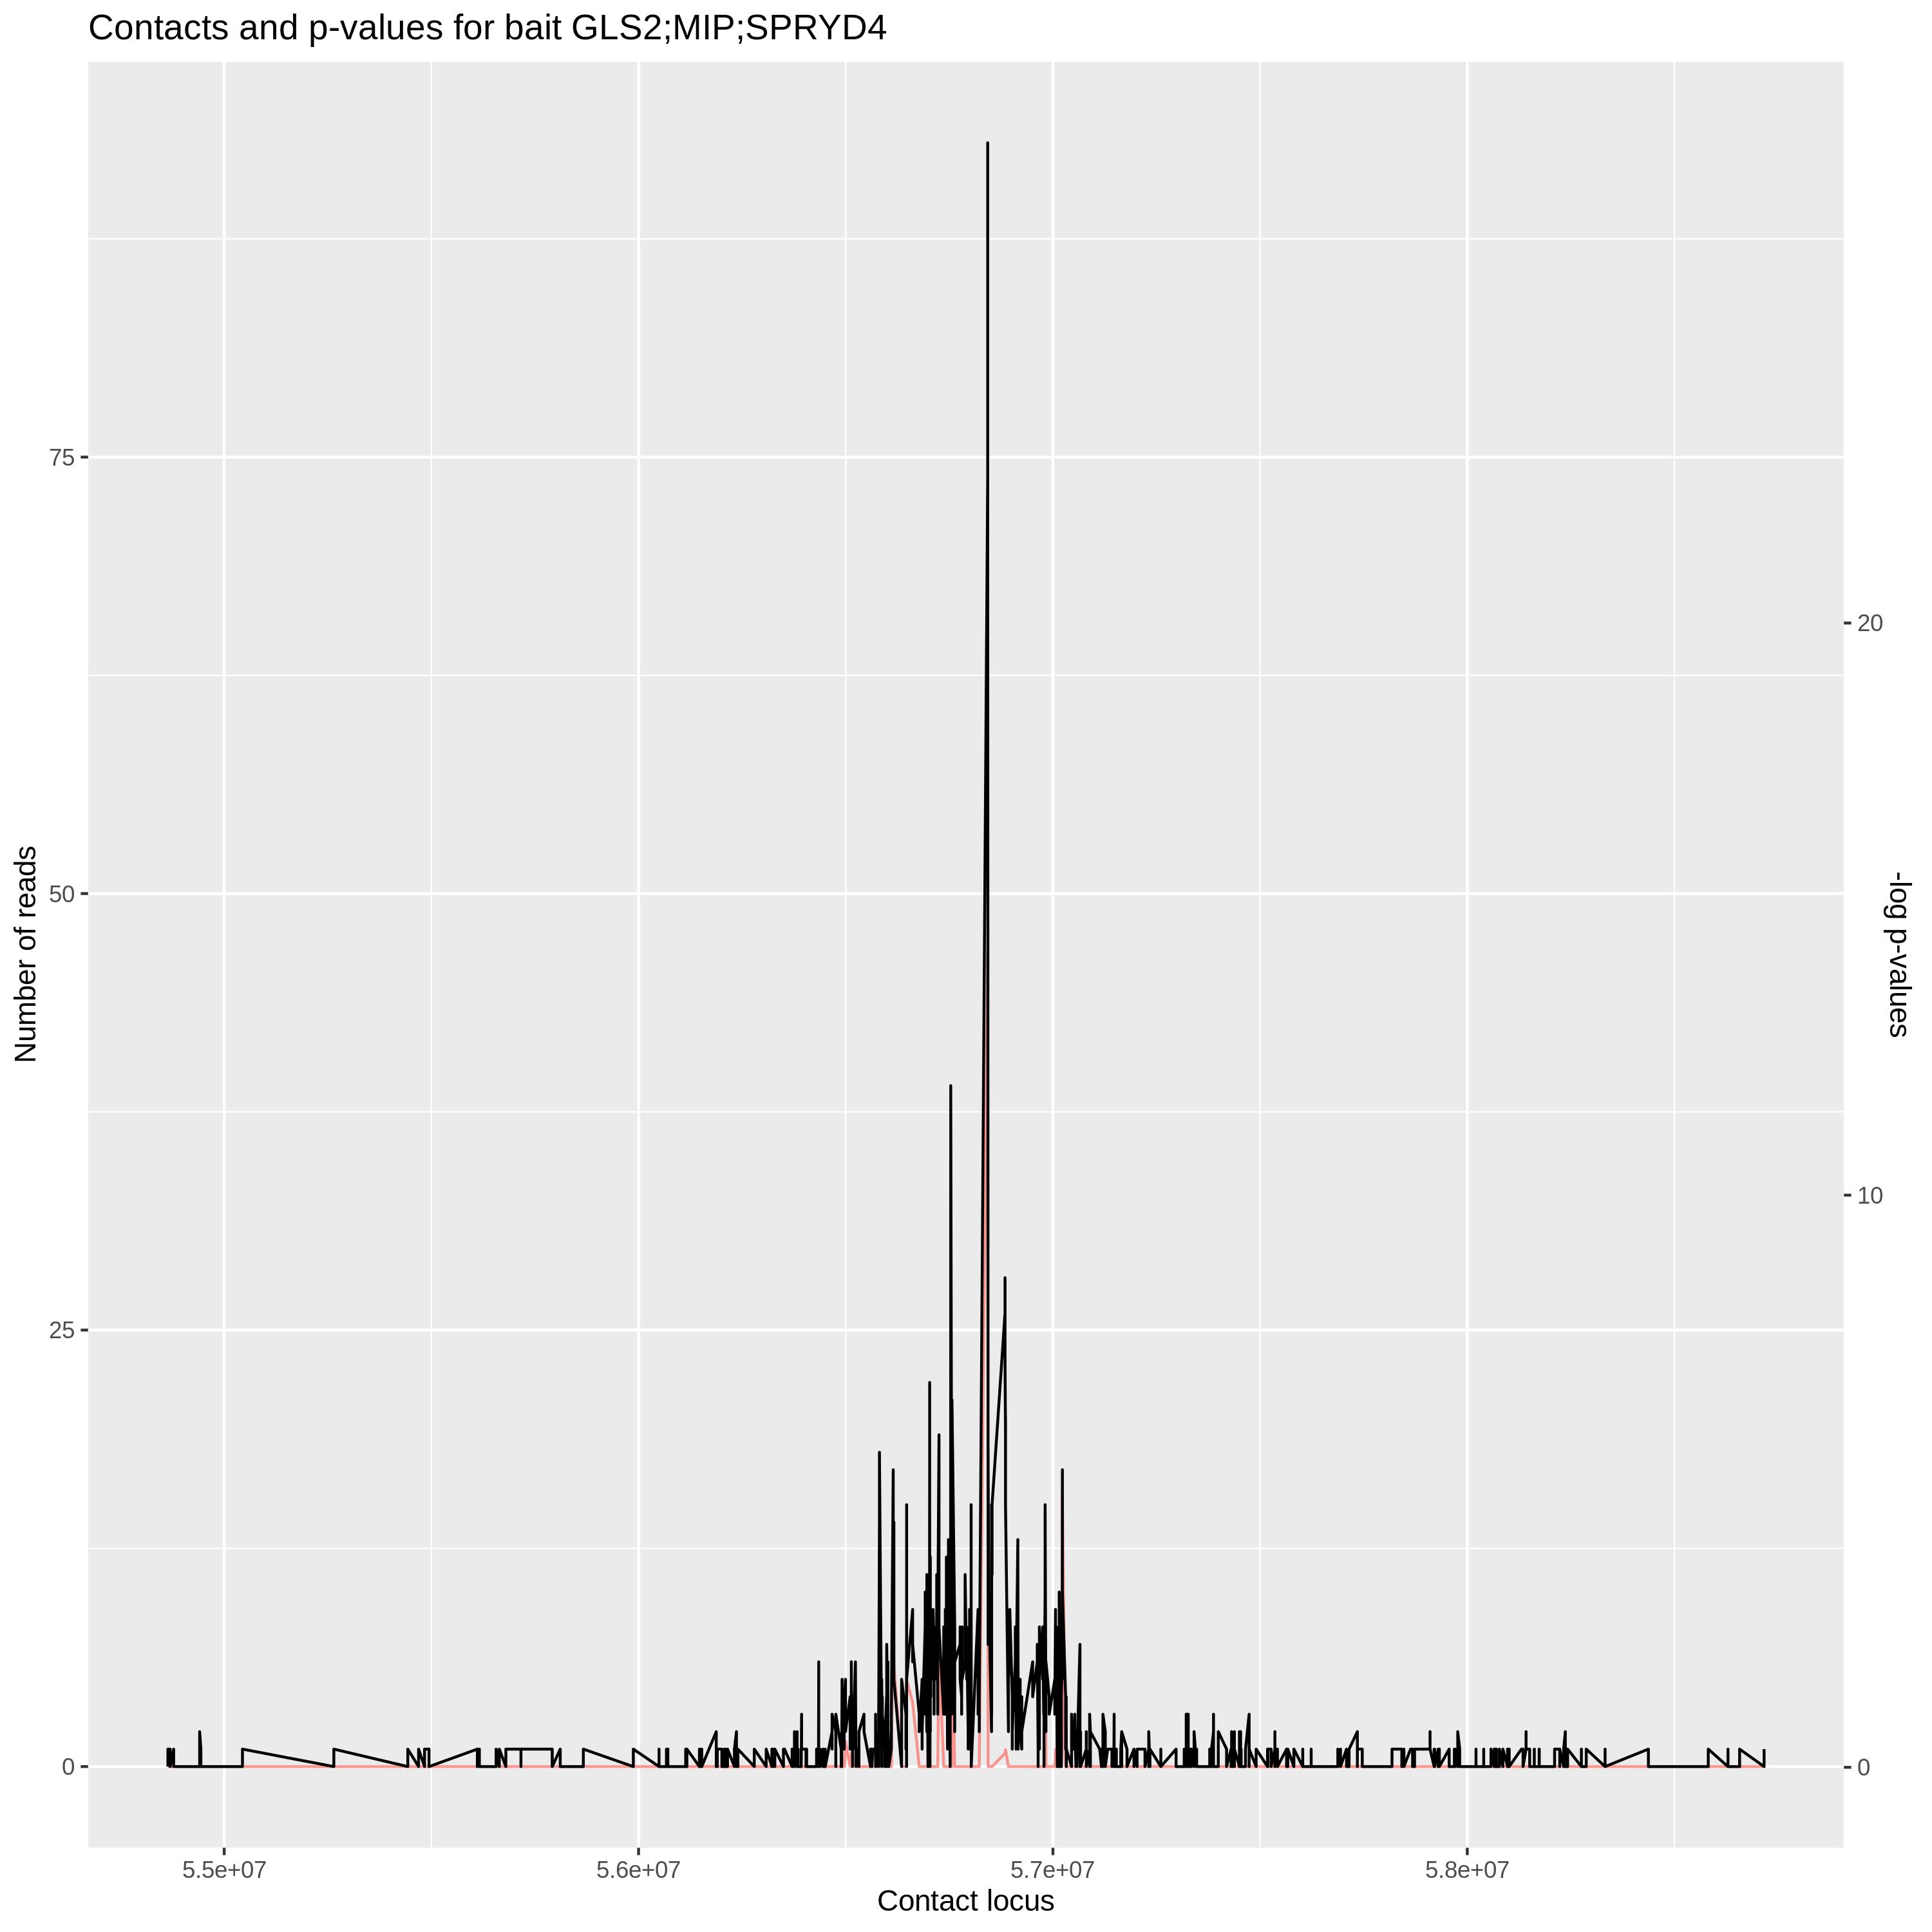 Contacts and p-values for bait GLS2;MIP;SPRYD4
75
50
25
0
Number of reads
20
10
0
-log p-values
5.5e+07
5.6e+07
5.7e+07
5.8e+07
Contact locus